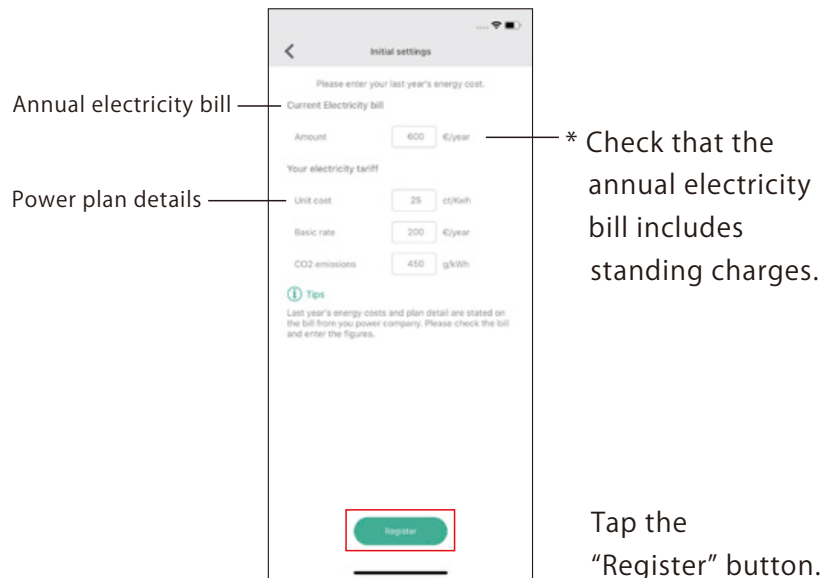 Initial settings
Please enter your last year's energy cost.
Annual electricity bill
Current Electricity bill
Amount 600 €/year
* Check that the
annual electricity
bill includes
standing charges.
Your electricity tariff
Power plan details
Unit cost 25 ct/Kwh
Basic rate 200 €/year
CO2 emissions 450 g/kWh
Tips
Last year's energy costs and plan detail are stated on
the bill from you power company. Please check the bill
and enter the figures.
Register
Tap the
“Register” button.